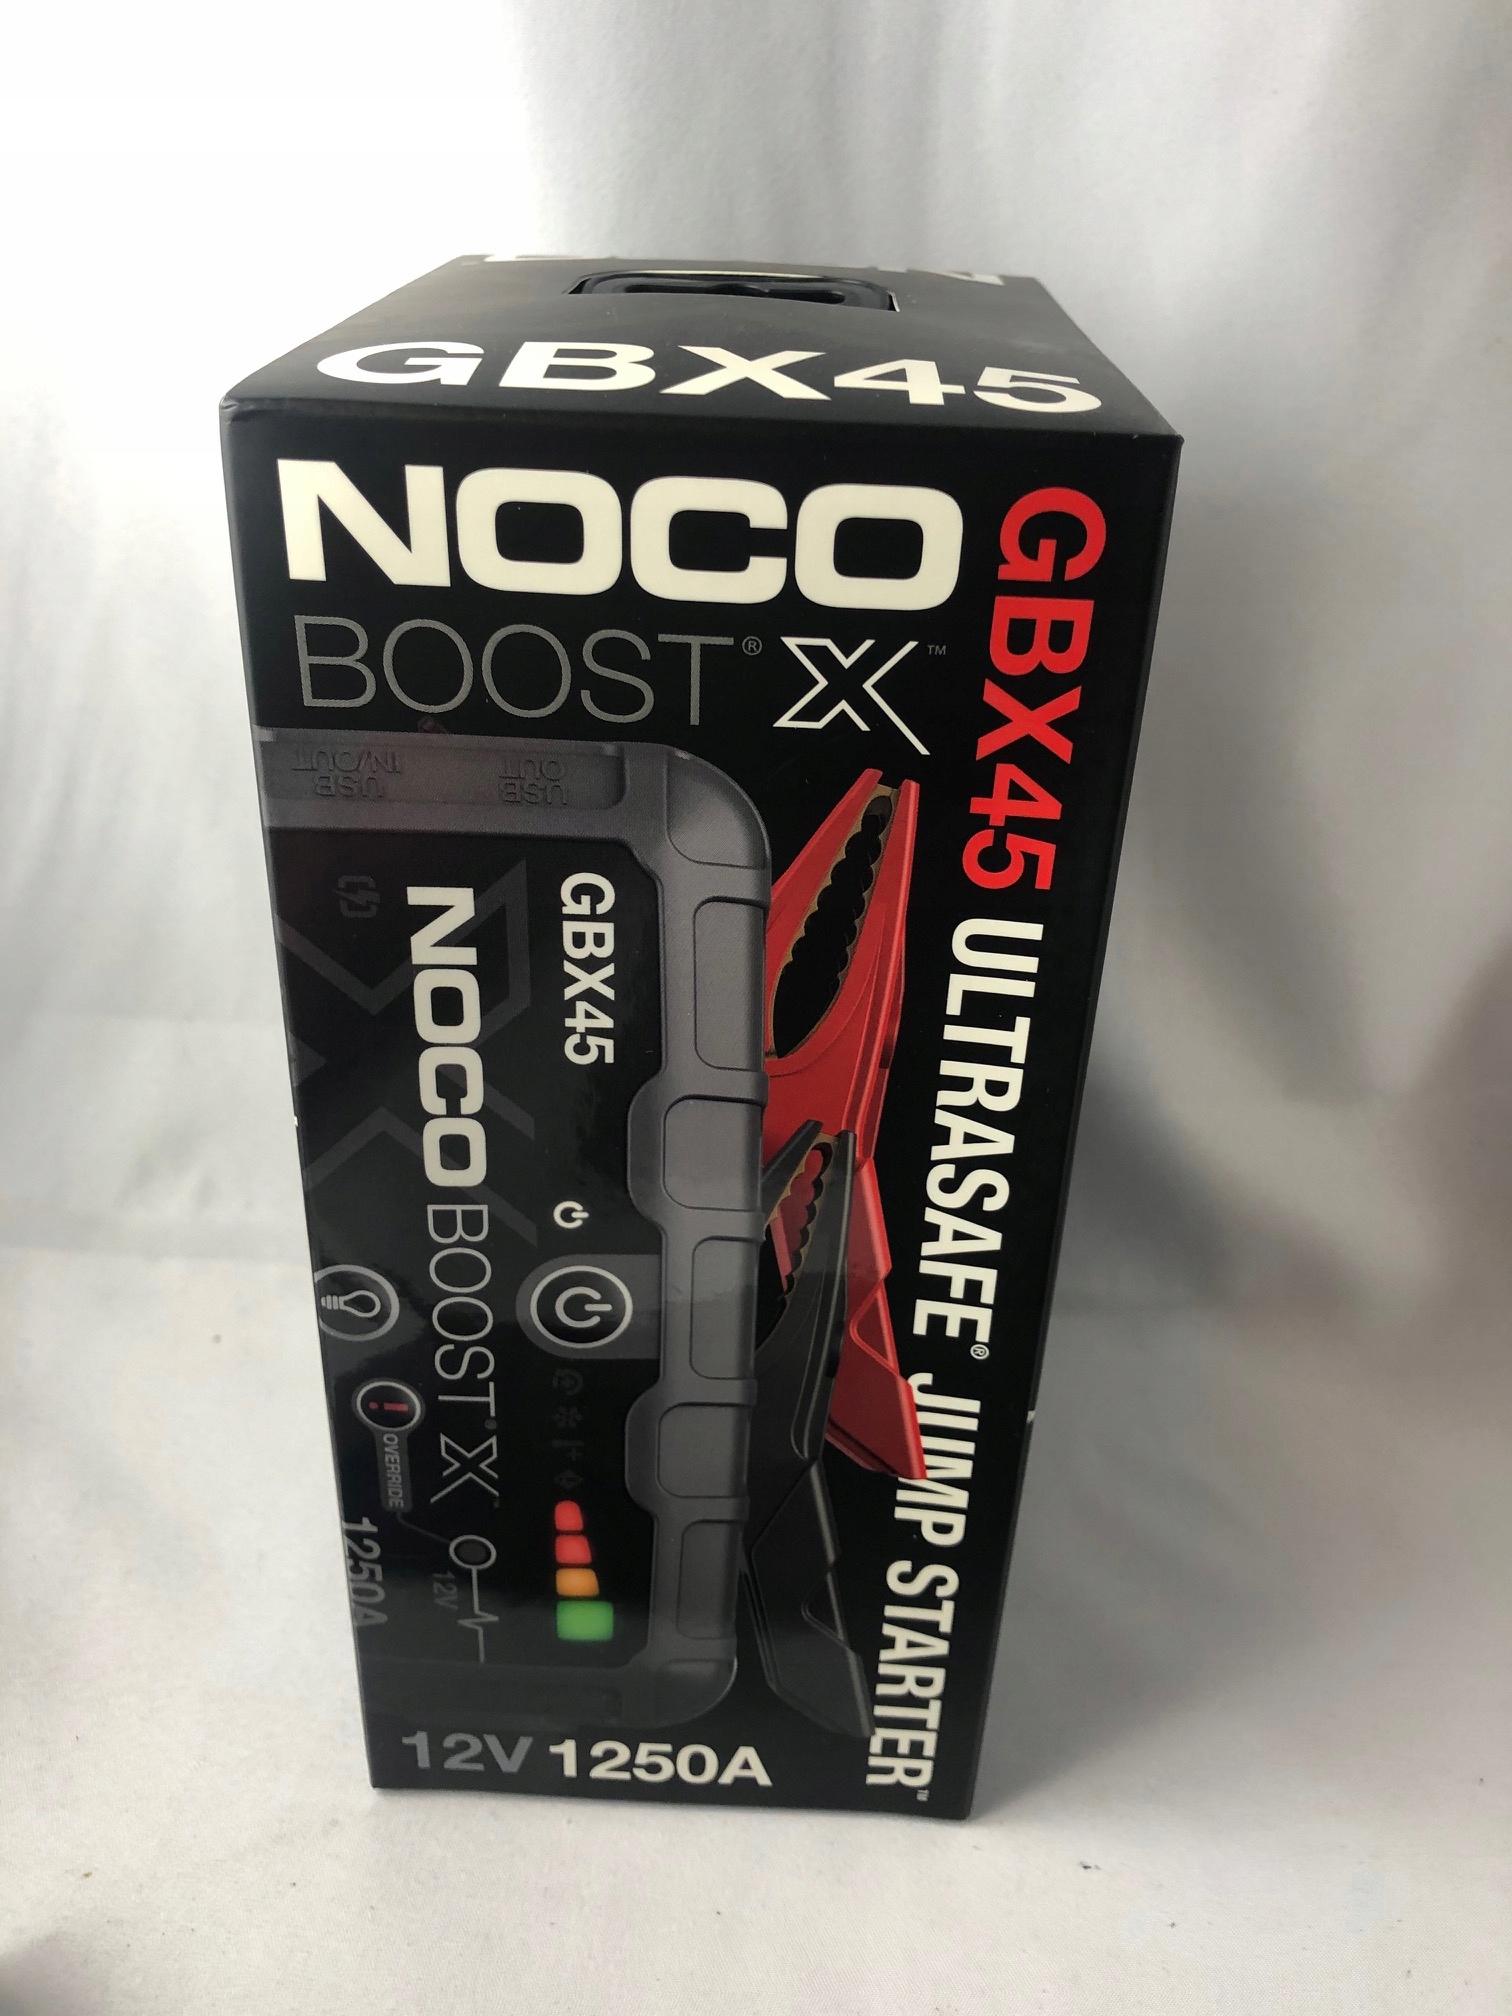 GBX45
NOCO
BOOST® X™
GBX45 ULTRASAFE® JUMP STARTER™
USB
IN/OUT
USB
OUT
GBX45
NOCO BOOST® X™
OVERRIDE
12V
1250A
12V 1250A